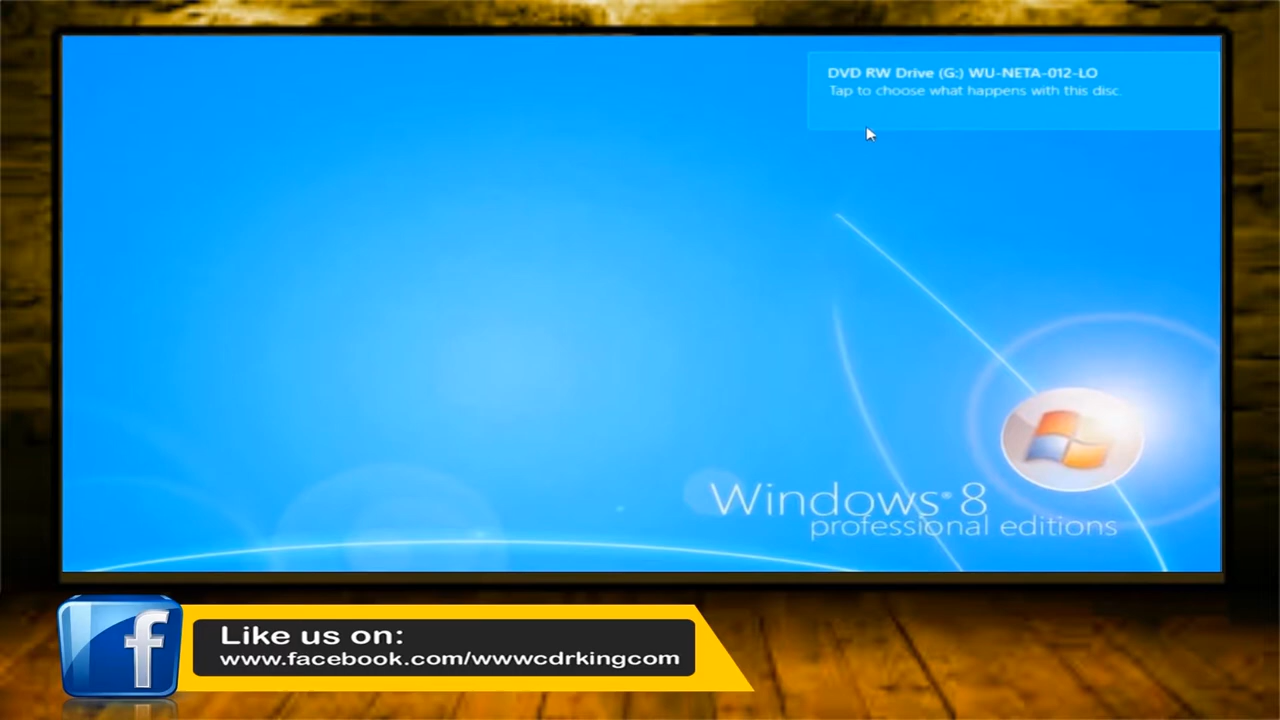 DVD RW Drive (G:) WU-NETA-012-LO
Tap to choose what happens with this disc.
Windows® 8
professional editions
f
Like us on:
www.facebook.com/wwwcdrkingcom